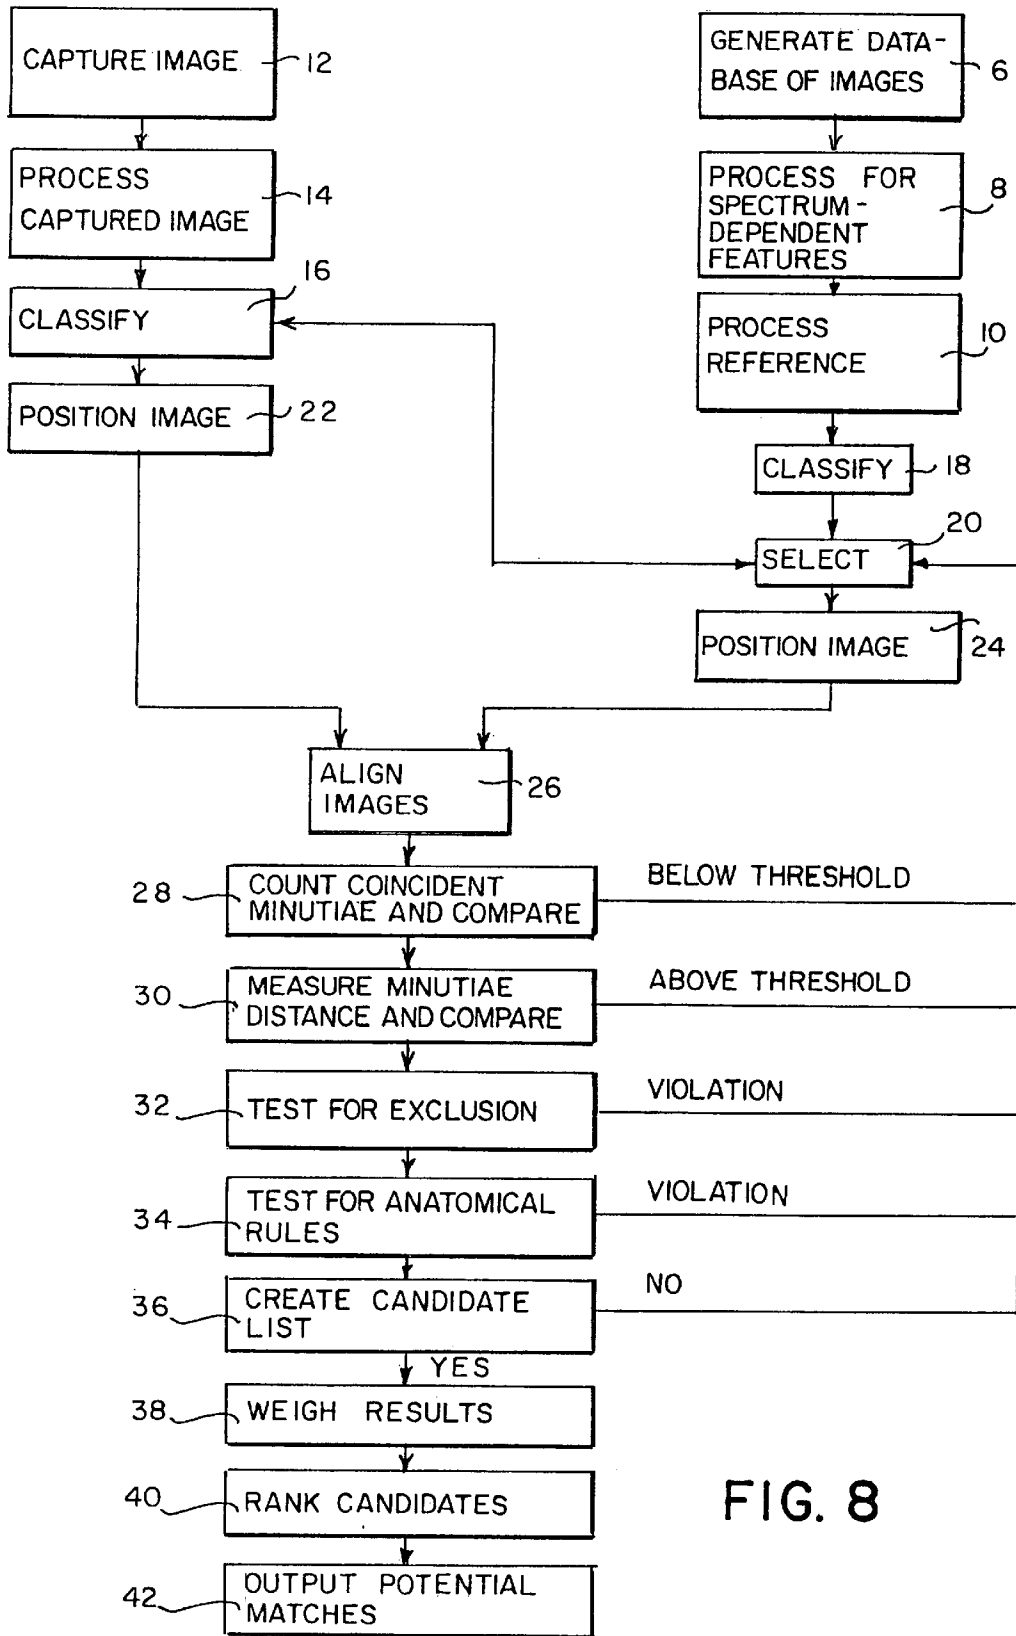 CAPTURE IMAGE
12
PROCESS
CAPTURED IMAGE
14
CLASSIFY
16
POSITION IMAGE
22
GENERATE DATA-
BASE OF IMAGES
6
PROCESS FOR
SPECTRUM-
DEPENDENT
FEATURES
8
PROCESS
REFERENCE
10
CLASSIFY
18
SELECT
20
POSITION IMAGE
24
ALIGN
IMAGES
26
28
COUNT COINCIDENT
MINUTIAE AND COMPARE
BELOW THRESHOLD
30
MEASURE MINUTIAE
DISTANCE AND COMPARE
ABOVE THRESHOLD
32
TEST FOR EXCLUSION
VIOLATION
34
TEST FOR ANATOMICAL
RULES
VIOLATION
36
CREATE CANDIDATE
LIST
NO
YES
38
WEIGH RESULTS
40
RANK CANDIDATES
42
OUTPUT POTENTIAL
MATCHES
FIG. 8